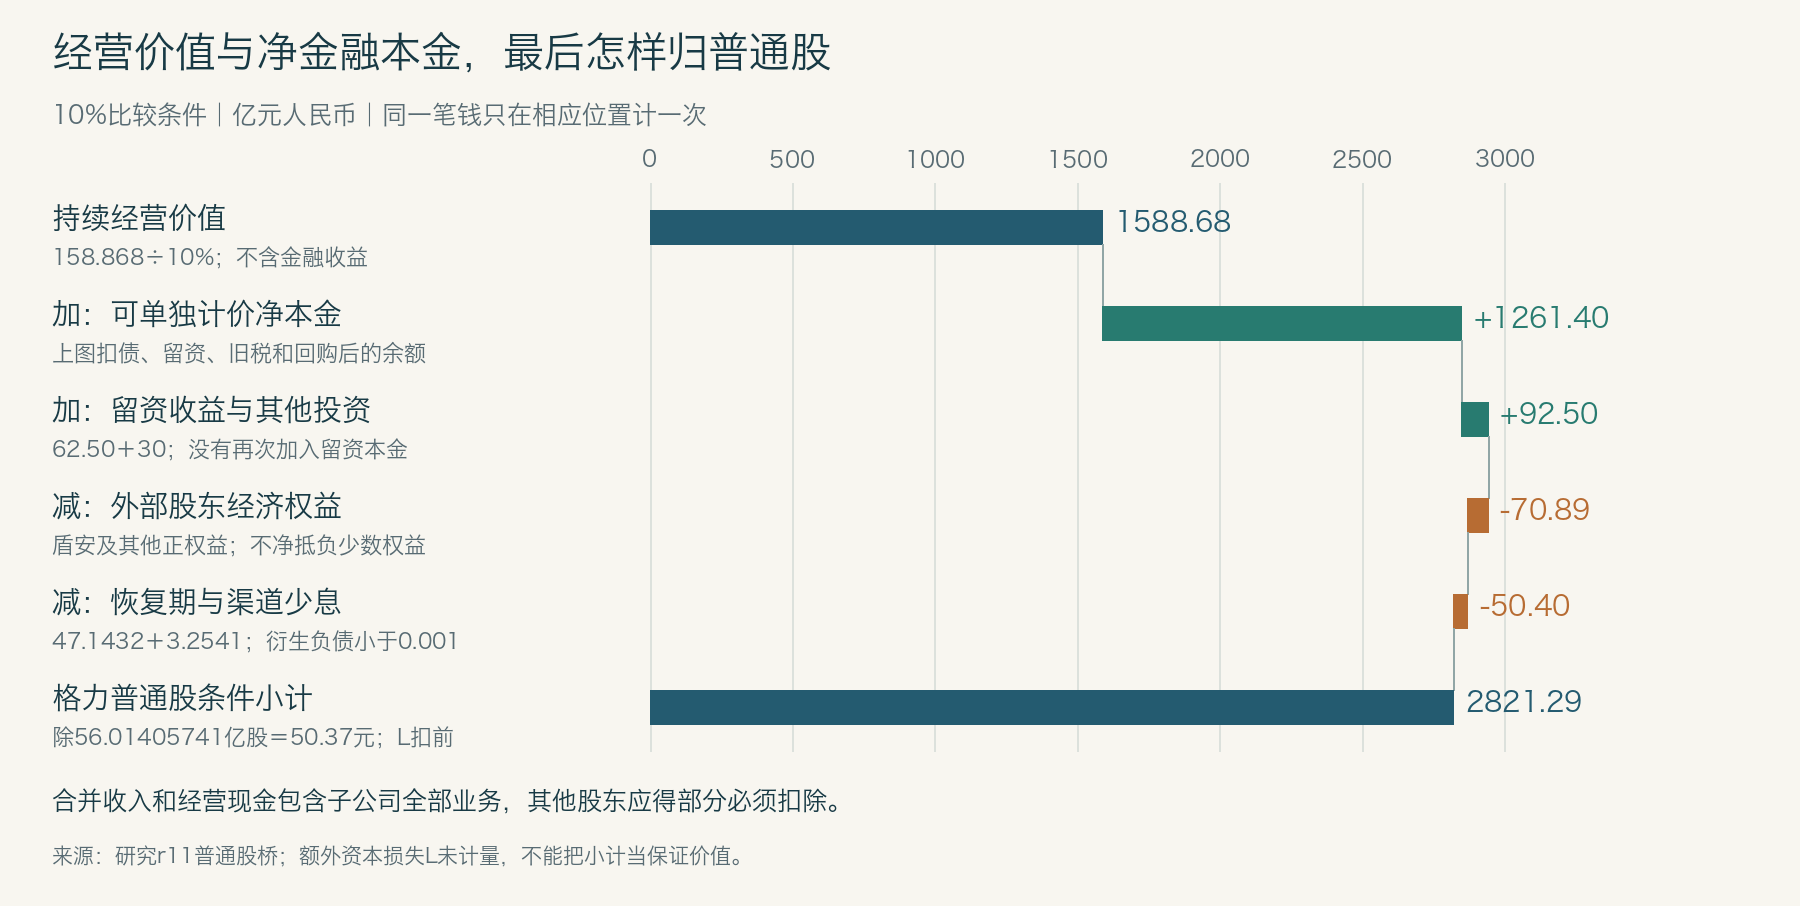 经营价值与净金融本金，最后怎样归普通股
10%比较条件｜亿元人民币｜同一笔钱只在相应位置计一次
0 500 1000 1500 2000 2500 3000
持续经营价值
1588.68
158.868÷10%；不含金融收益
加：可单独计价净本金
+1261.40
上图扣债、留资、旧税和回购后的余额
加：留资收益与其他投资
+92.50
62.50＋30；没有再次加入留资本金
减：外部股东经济权益
-70.89
盾安及其他正权益；不净抵负少数权益
减：恢复期与渠道少息
-50.40
47.1432＋3.2541；衍生负债小于0.001
格力普通股条件小计
2821.29
除56.01405741亿股＝50.37元；L扣前
合并收入和经营现金包含子公司全部业务，其他股东应得部分必须扣除。
来源：研究r11普通股桥；额外资本损失L未计量，不能把小计当保证价值。